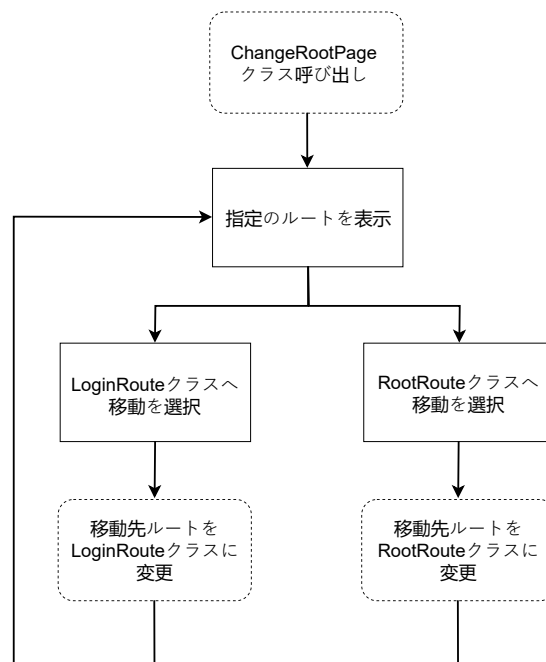 ChangeRootPage
クラス呼び出し
指定のルートを表示
LoginRouteクラスへ
移動を選択
RootRouteクラスへ
移動を選択
移動先ルートを
LoginRouteクラスに
変更
移動先ルートを
RootRouteクラスに
変更